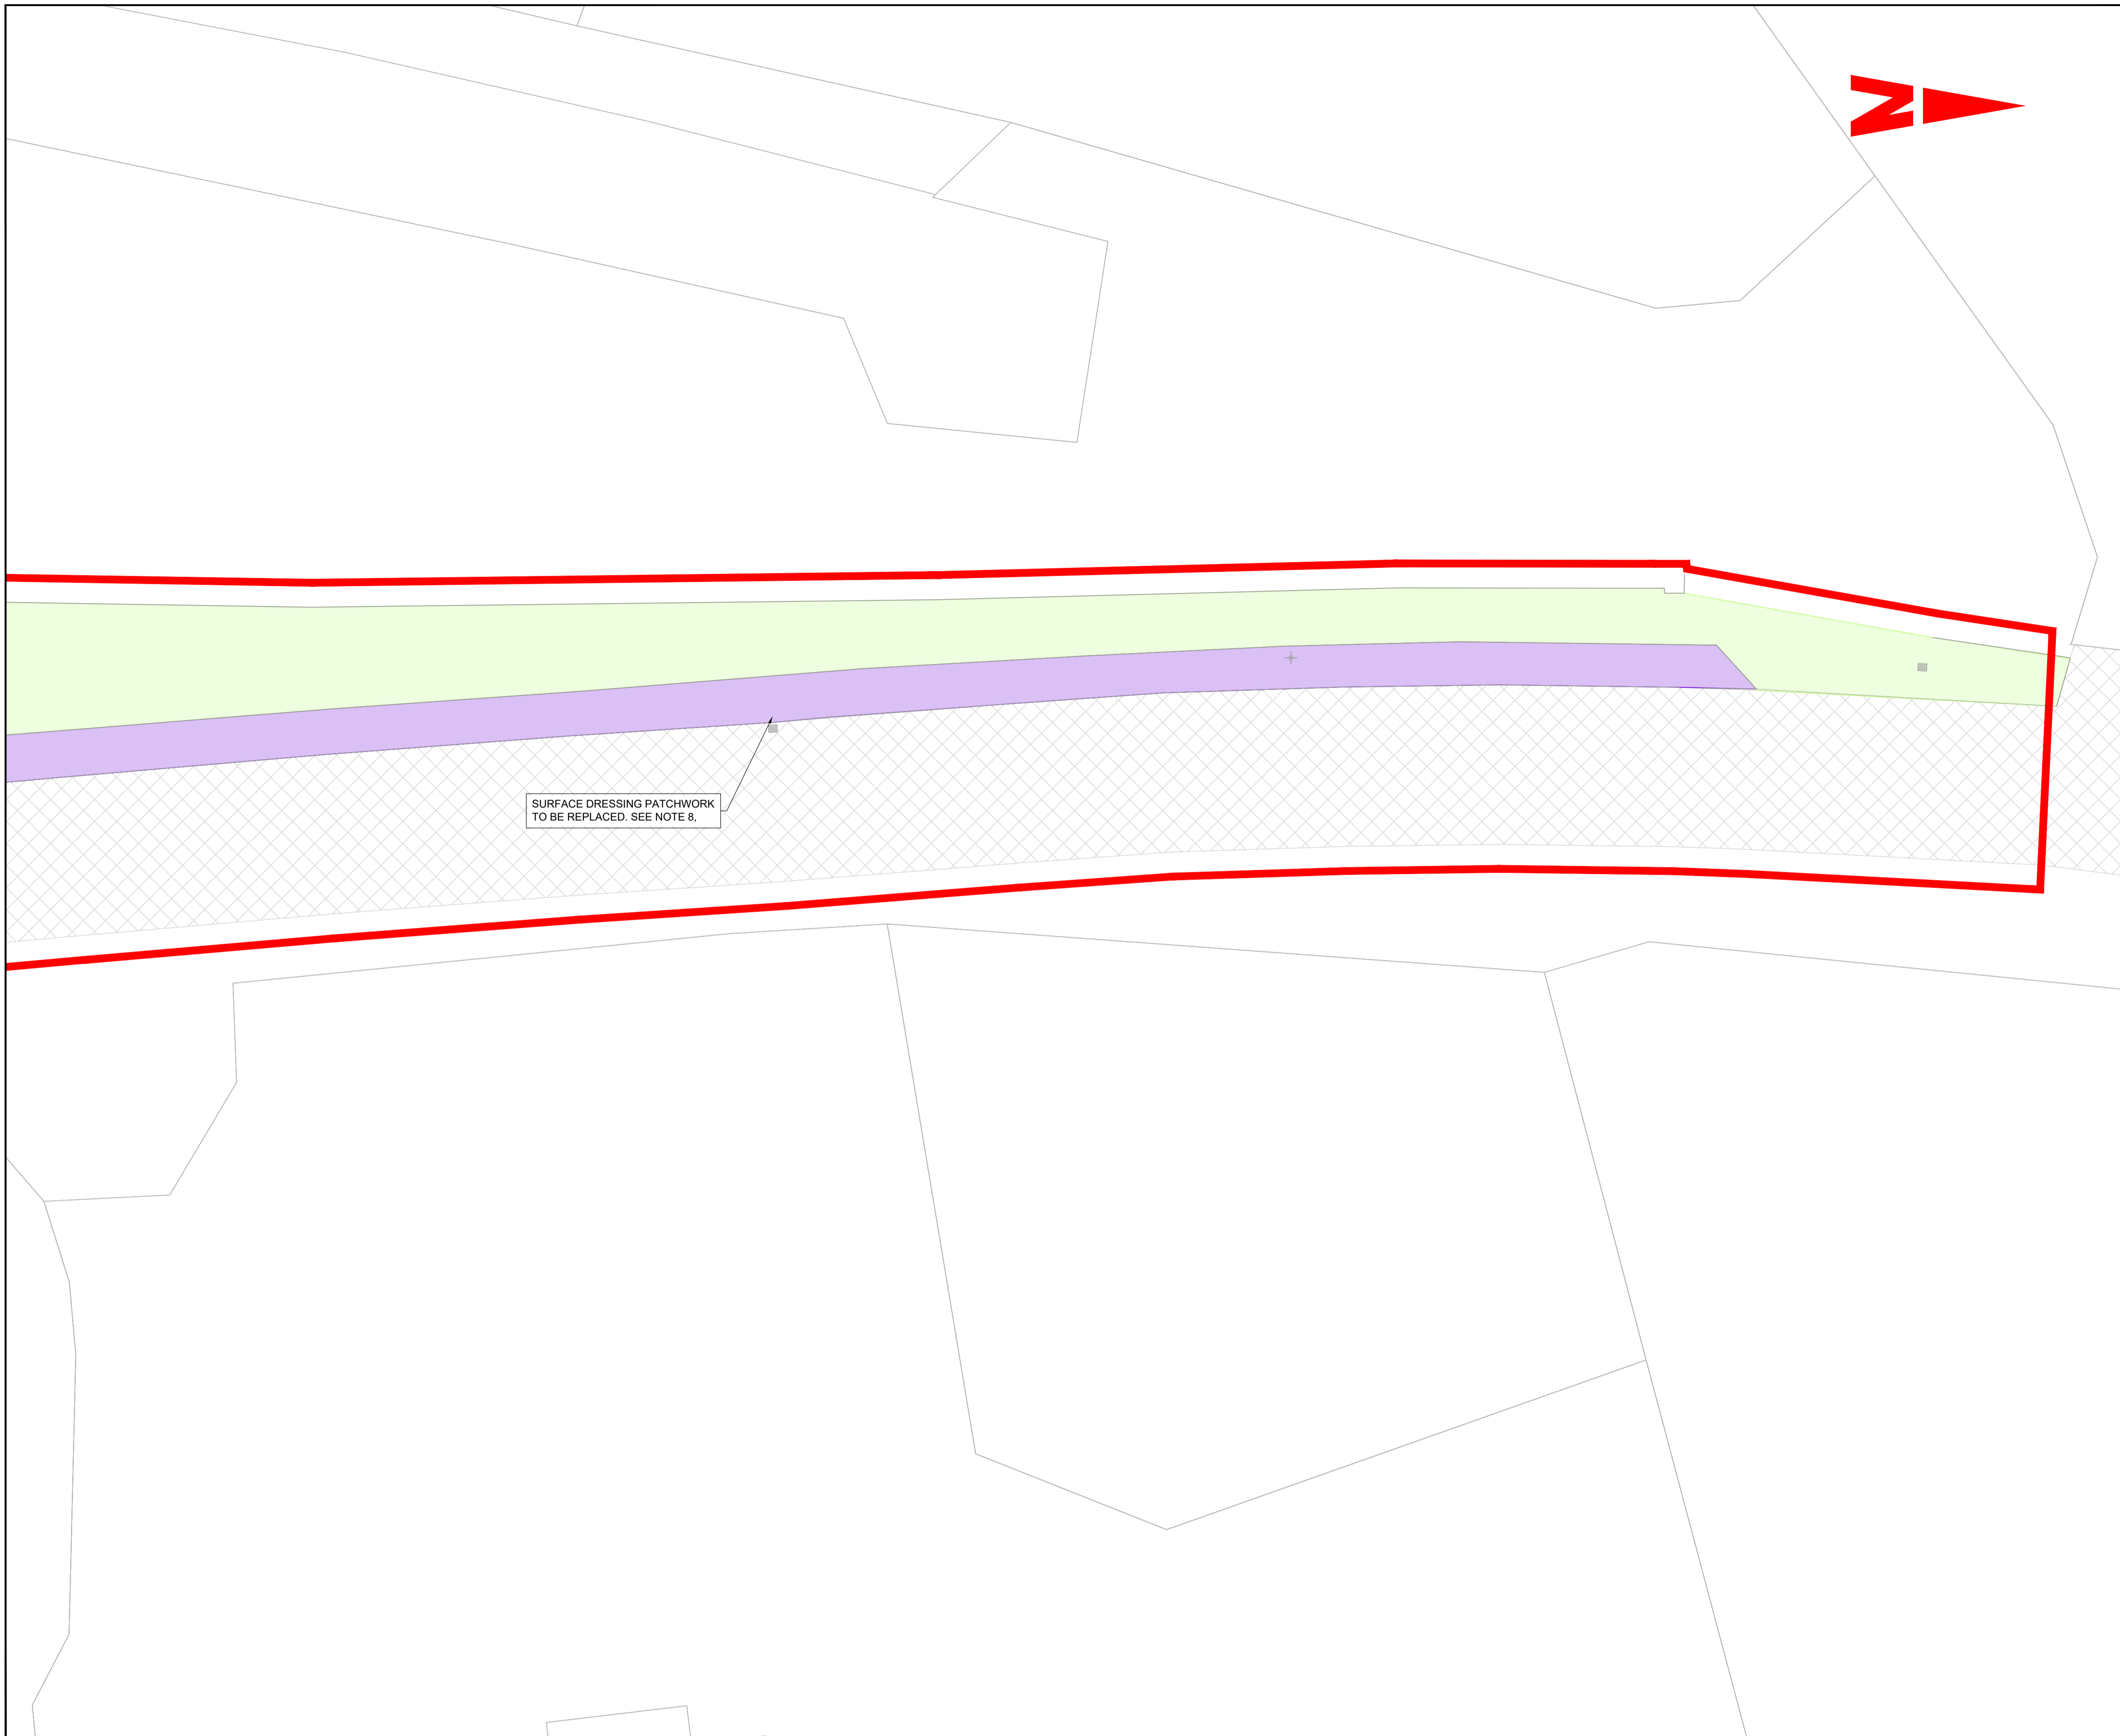 N
SURFACE DRESSING PATCHWORK
TO BE REPLACED. SEE NOTE 8,